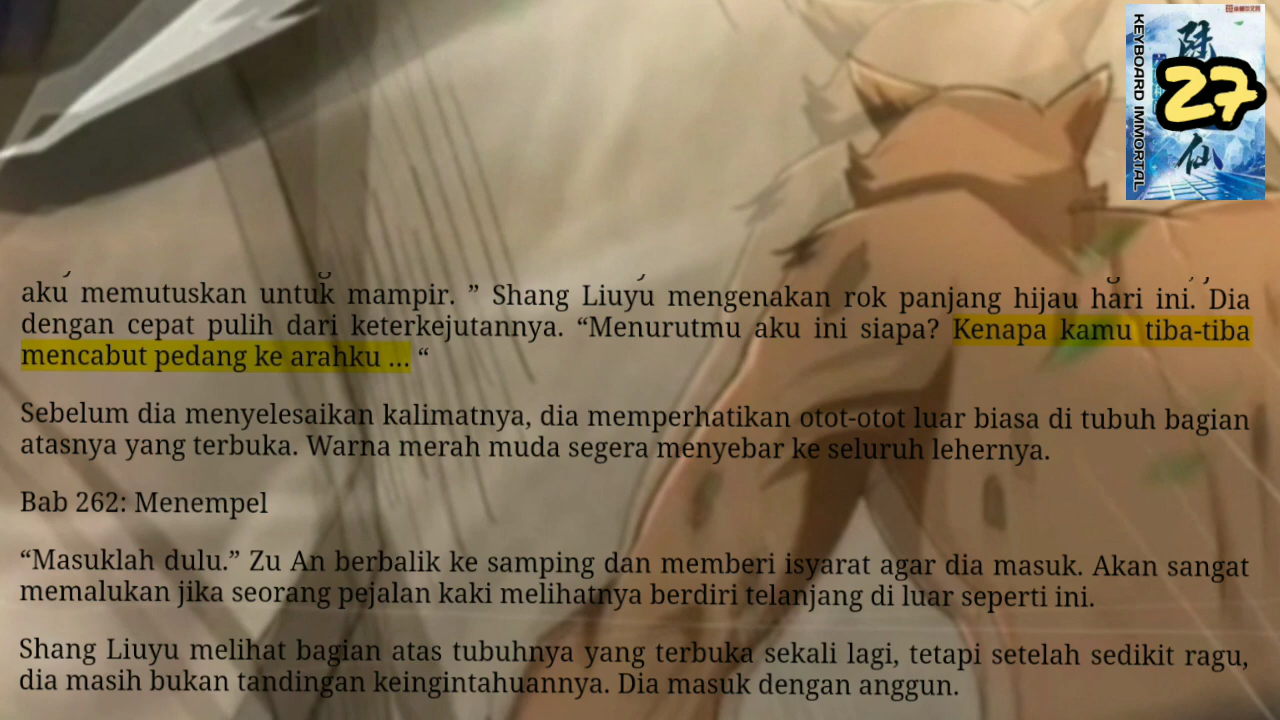 KEYBOARD IMMORTAL
27
仙
aku memutuskan untuk mampir. ” Shang Liuyu mengenakan rok panjang hijau hari ini. Dia
dengan cepat pulih dari keterkejutannya. “Menurutmu aku ini siapa? Kenapa kamu tiba-tiba
mencabut pedang ke arahku ... “
Sebelum dia menyelesaikan kalimatnya, dia memperhatikan otot-otot luar biasa di tubuh bagian
atasnya yang terbuka. Warna merah muda segera menyebar ke seluruh lehernya.
Bab 262: Menempel
“Masuklah dulu.” Zu An berbalik ke samping dan memberi isyarat agar dia masuk. Akan sangat
memalukan jika seorang pejalan kaki melihatnya berdiri telanjang di luar seperti ini.
Shang Liuyu melihat bagian atas tubuhnya yang terbuka sekali lagi, tetapi setelah sedikit ragu,
dia masih bukan tandingan keingintahuannya. Dia masuk dengan anggun.